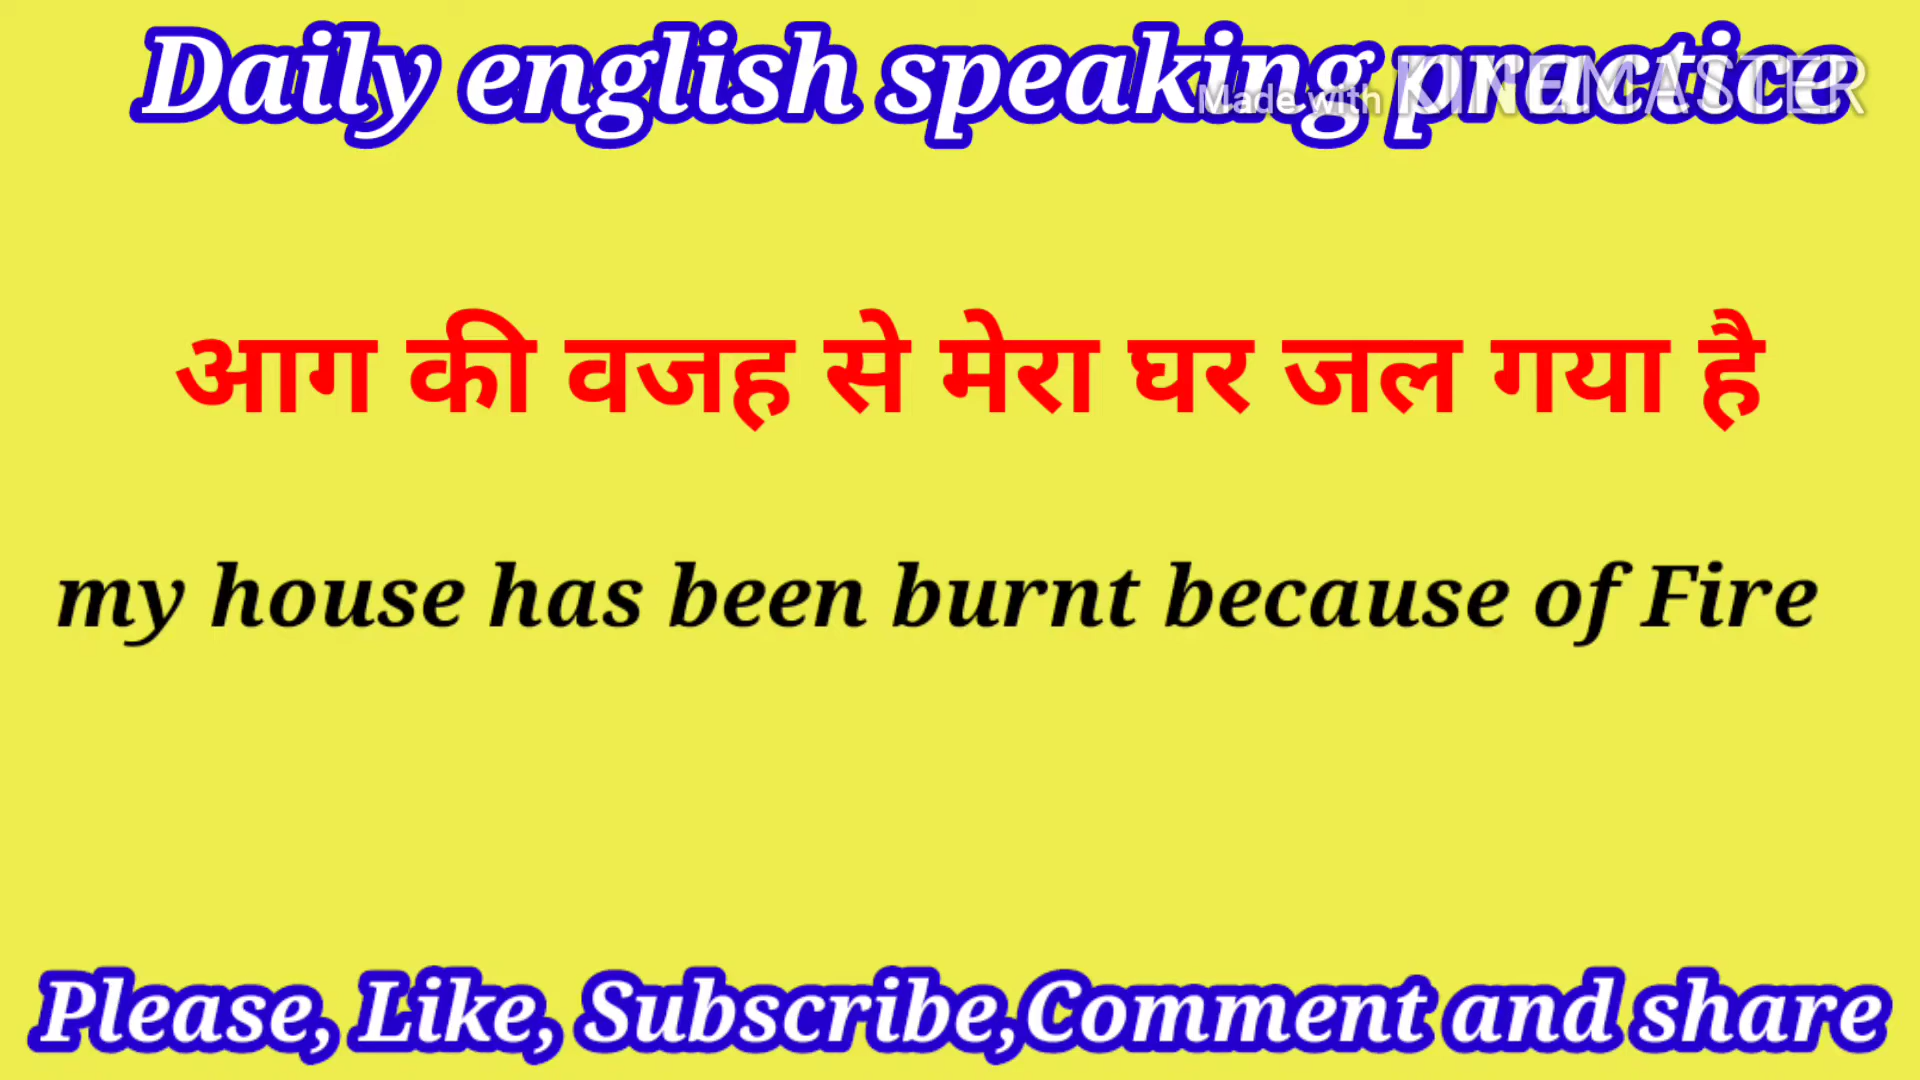 Daily english speaking practice
Made with KINEMASTER
आग की वजह से मेरा घर जल गया है
my house has been burnt because of Fire
Please, Like, Subscribe,Comment and share